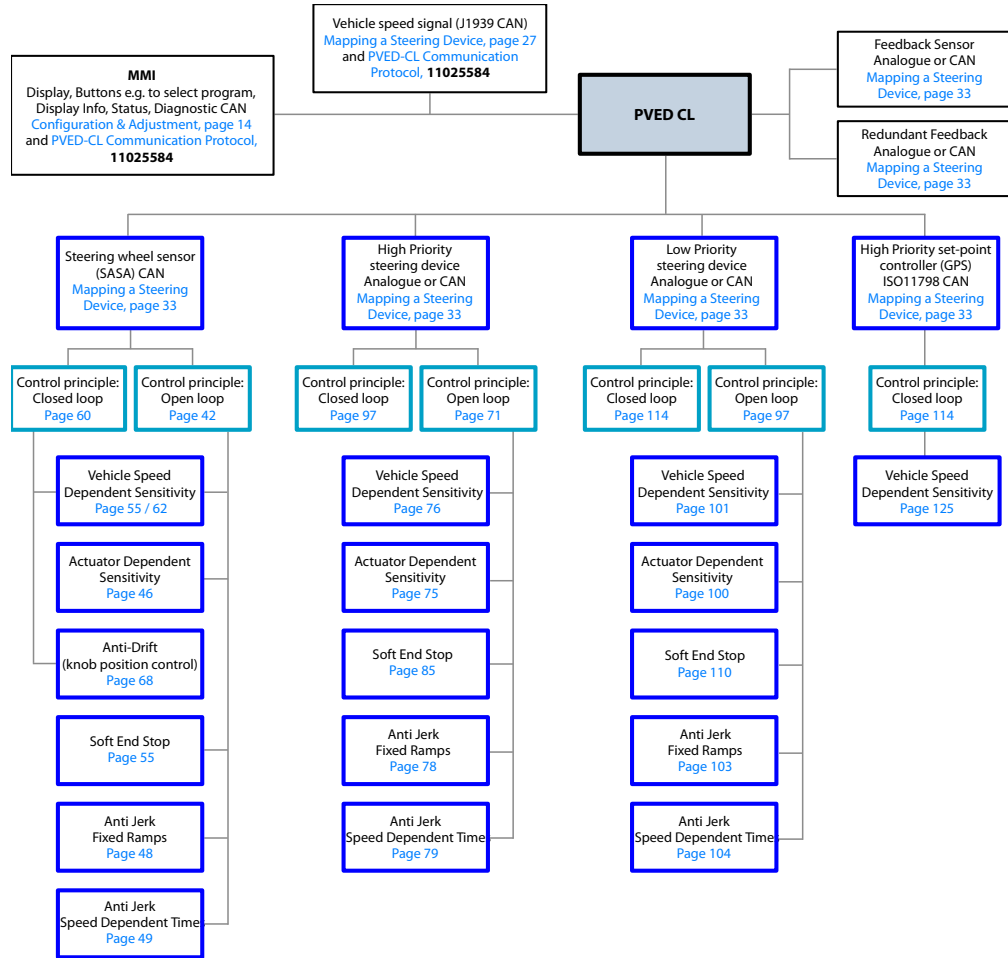 Vehicle speed signal (J1939 CAN)
Mapping a Steering Device, page 27
and PVED-CL Communication
Protocol, 11025584
MMI
Display, Buttons e.g. to select program,
Display Info, Status, Diagnostic CAN
Configuration & Adjustment, page 14
and PVED-CL Communication Protocol,
11025584
PVED CL
Feedback Sensor
Analogue or CAN
Mapping a Steering
Device, page 33
Redundant Feedback
Analogue or CAN
Mapping a Steering
Device, page 33
Steering wheel sensor
(SASA) CAN
Mapping a Steering
Device, page 33
High Priority
steering device
Analogue or CAN
Mapping a Steering
Device, page 33
Low Priority
steering device
Analogue or CAN
Mapping a Steering
Device, page 33
High Priority set-point
controller (GPS)
ISO11798 CAN
Mapping a Steering
Device, page 33
Control principle:
Closed loop
Page 60
Control principle:
Open loop
Page 42
Control principle:
Closed loop
Page 97
Control principle:
Open loop
Page 71
Control principle:
Closed loop
Page 114
Control principle:
Open loop
Page 97
Control principle:
Closed loop
Page 114
Vehicle Speed
Dependent Sensitivity
Page 55 / 62
Actuator Dependent
Sensitivity
Page 46
Anti-Drift
(knob position control)
Page 68
Soft End Stop
Page 55
Anti Jerk
Fixed Ramps
Page 48
Anti Jerk
Speed Dependent Times
Page 49
Vehicle Speed
Dependent Sensitivity
Page 76
Actuator Dependent
Sensitivity
Page 75
Soft End Stop
Page 85
Anti Jerk
Fixed Ramps
Page 78
Anti Jerk
Speed Dependent Times
Page 79
Vehicle Speed
Dependent Sensitivity
Page 101
Actuator Dependent
Sensitivity
Page 100
Soft End Stop
Page 110
Anti Jerk
Fixed Ramps
Page 103
Anti Jerk
Speed Dependent Times
Page 104
Vehicle Speed
Dependent Sensitivity
Page 125